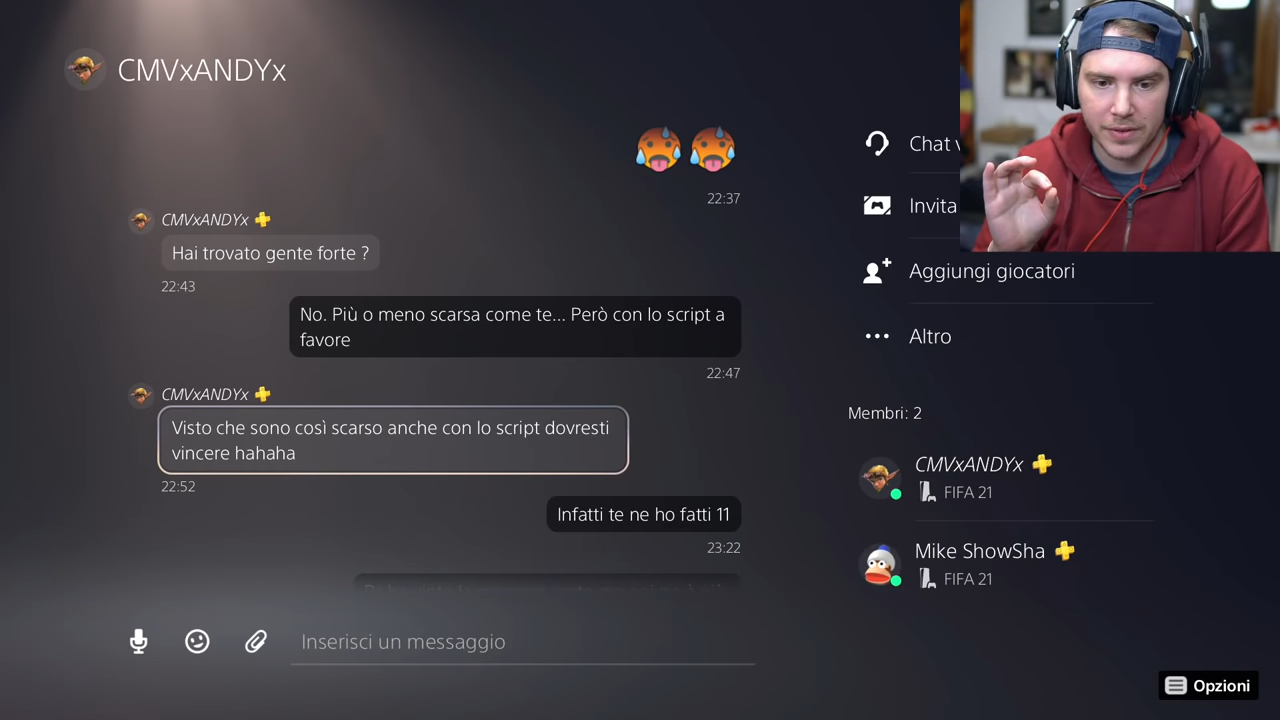 CMVxANDYx
22:37
CMVxANDYx
Hai trovato gente forte ?
22:43
No. Più o meno scarsa come te... Però con lo script a
favore
22:47
CMVxANDYx
Visto che sono così scarso anche con lo script dovresti
vincere hahaha
22:52
Infatti te ne ho fatti 11
23:22
Inserisci un messaggio
Chat v
Invita
Aggiungi giocatori
Altro
Membri: 2
CMVxANDYx
FIFA 21
Mike ShowSha
FIFA 21
Opzioni